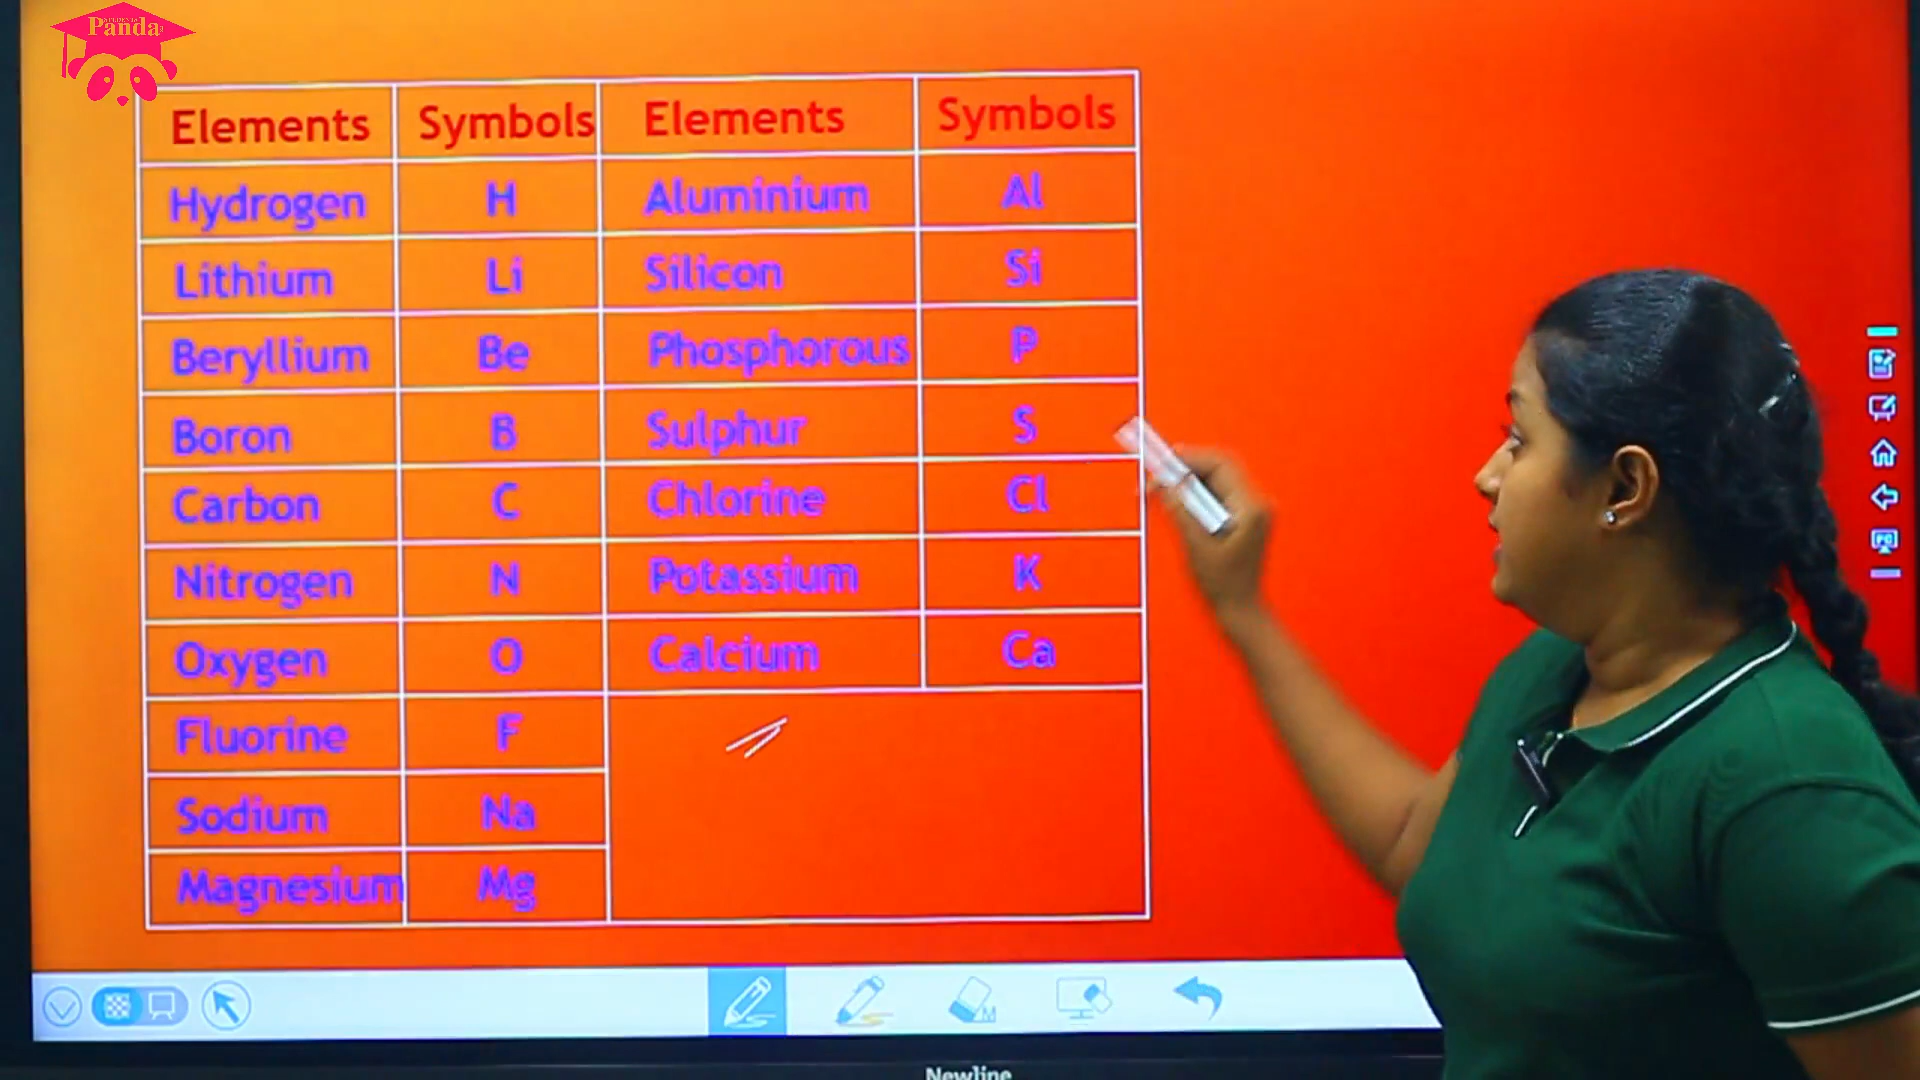 Panda
Elements Symbols Elements Symbols
Hydrogen H Aluminium Al
Lithium Li Silicon Si
Beryllium Be Phosphorous P
Boron B Sulphur S
Carbon C Chlorine Cl
Nitrogen N Potassium K
Oxygen O Calcium Ca
Fluorine F
Sodium Na
Magnesium Mg
M
PC
Newline